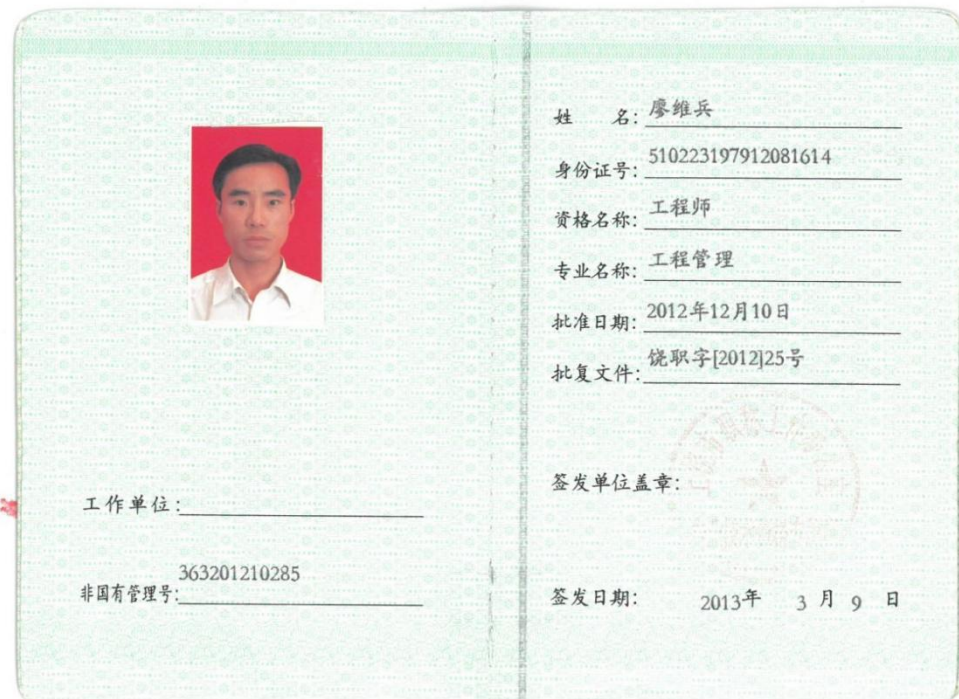 工作单位:
非国有管理号: 363201210285
姓 名: 廖维兵
身份证号: 510223197912081614
资格名称: 工程师
专业名称: 工程管理
批准日期: 2012年12月10日
批复文件: 饶职字[2012]25号
签发单位盖章:
签发日期: 2013年 3 月 9 日